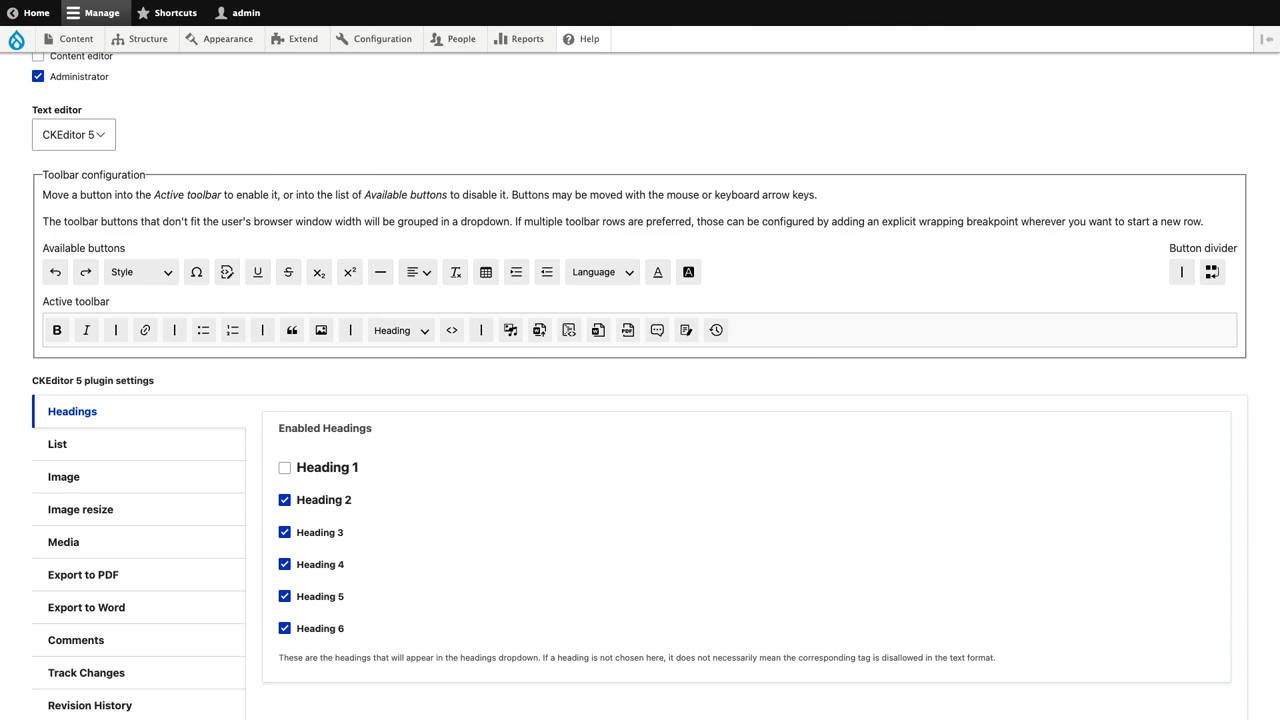 Home Manage Shortcuts admin
Content Structure Appearance Extend Configuration People Reports Help
Content editor
Administrator
Text editor
CKEditor 5
Toolbar configuration
Move a button into the Active toolbar to enable it, or into the list of Available buttons to disable it. Buttons may be moved with the mouse or keyboard arrow keys.
The toolbar buttons that don't fit the user's browser window width will be grouped in a dropdown. If multiple toolbar rows are preferred, those can be configured by adding an explicit wrapping breakpoint wherever you want to start a new row.
Available buttons Button divider
Style Language
Active toolbar
Heading
CKEditor 5 plugin settings
Headings
List
Image
Image resize
Media
Export to PDF
Export to Word
Comments
Track Changes
Revision History
Enabled Headings
Heading 1
Heading 2
Heading 3
Heading 4
Heading 5
Heading 6
These are the headings that will appear in the headings dropdown. If a heading is not chosen here, it does not necessarily mean the corresponding tag is disallowed in the text format.